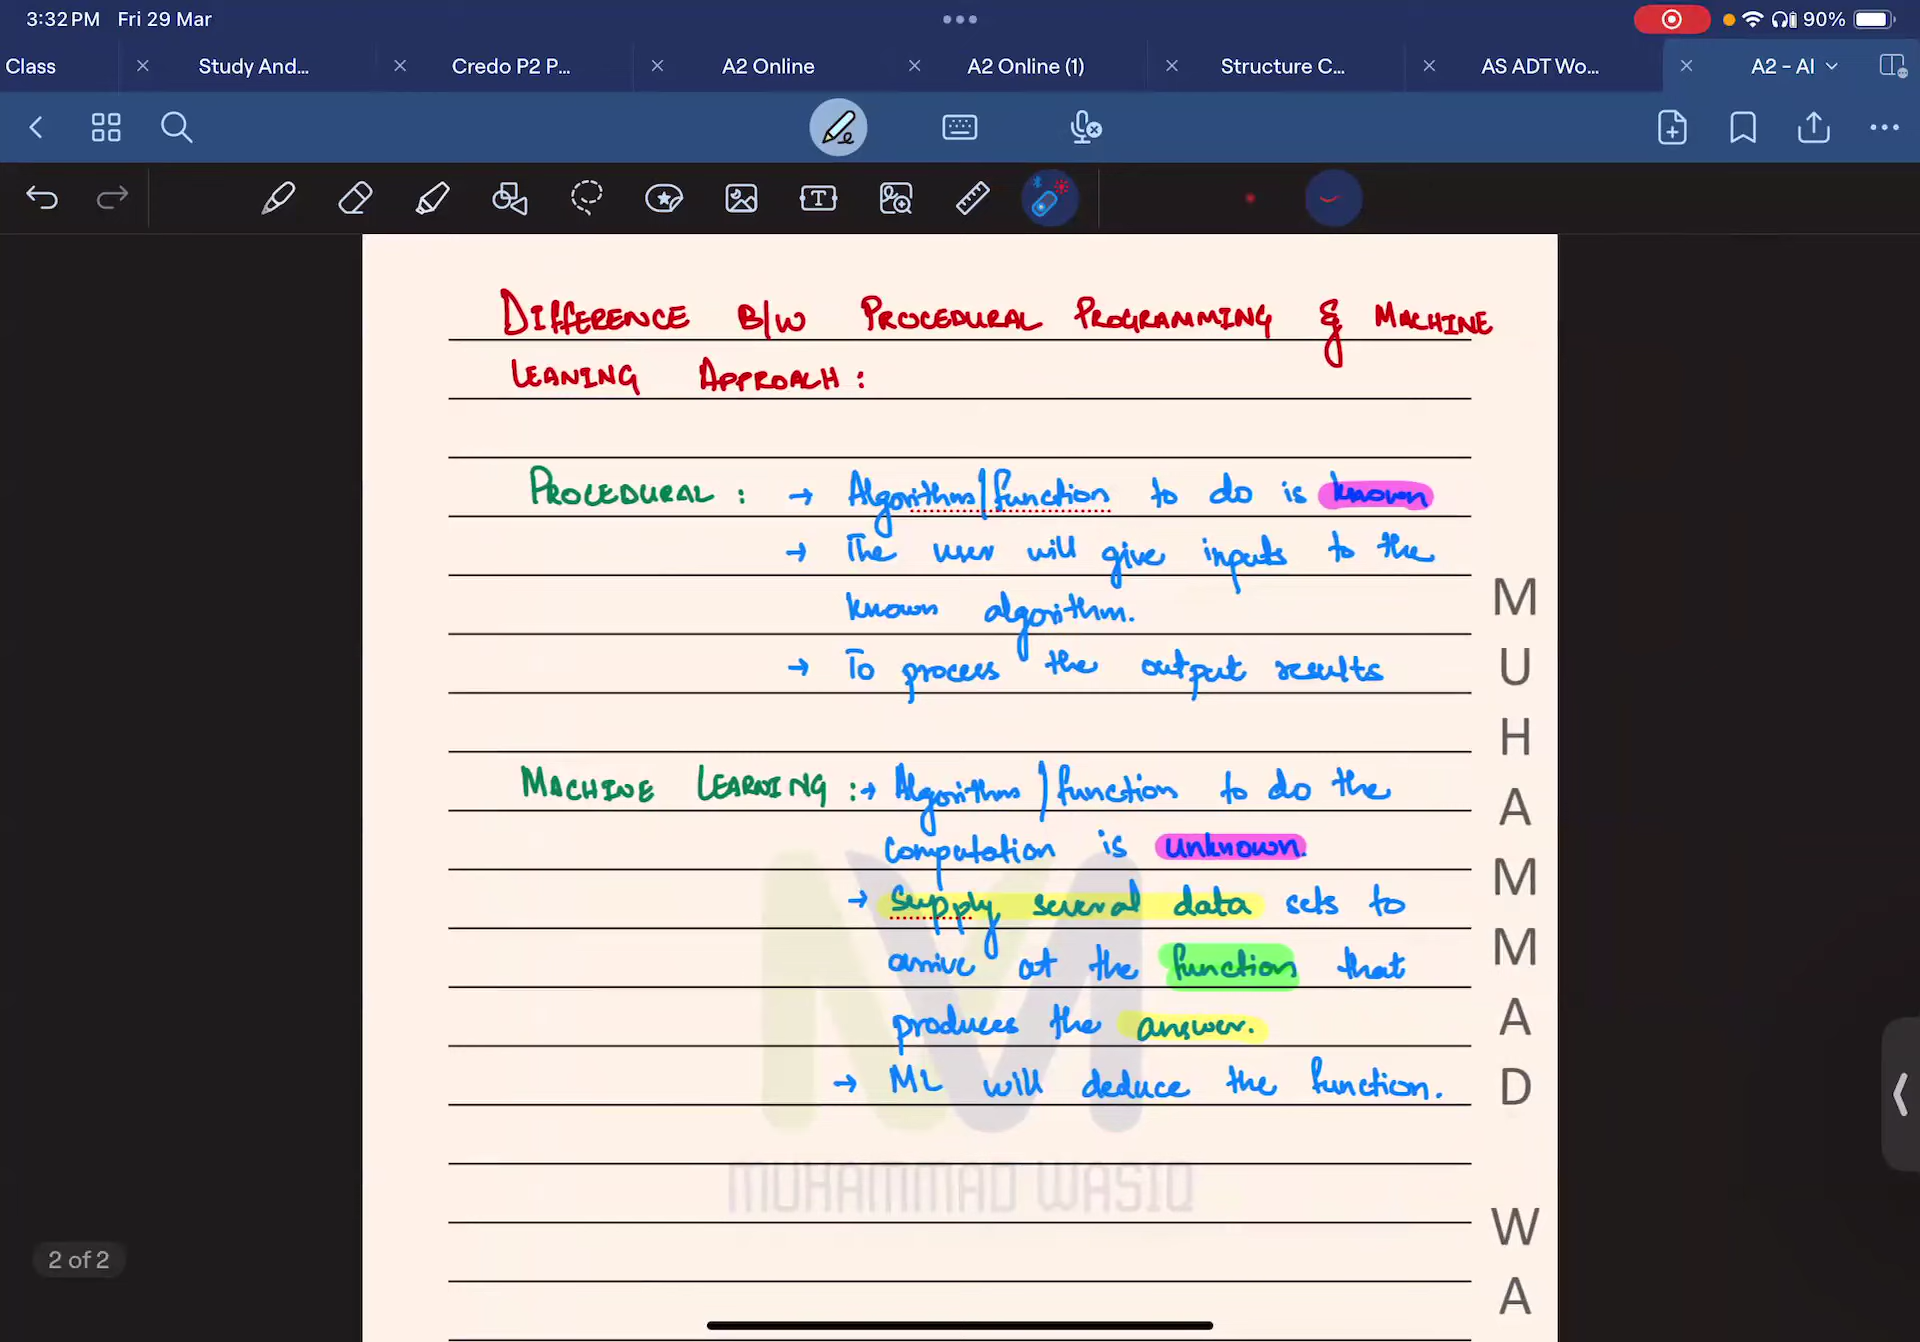 3:32 PM Fri 29 Mar
90%
Class Study And... Credo P2 P... A2 Online A2 Online (1) Structure C... AS ADT Wo... A2 - AI
DIFFERENCE B/W PROCEDURAL PROGRAMMING & MACHINE
LEANING APPROACH :
PROCEDURAL : → Algorithm/function to do is known
→ The user will give inputs to the
known algorithm.
→ To process the output results
MACHINE LEARNING : → Algorithm/function to do the
computation is unknown.
→ Supply several data sets to
arrive at the function that
produces the answer.
→ ML will deduce the function.
MUHAMMAD WASIQ
MUHAMMAD WA
2 of 2